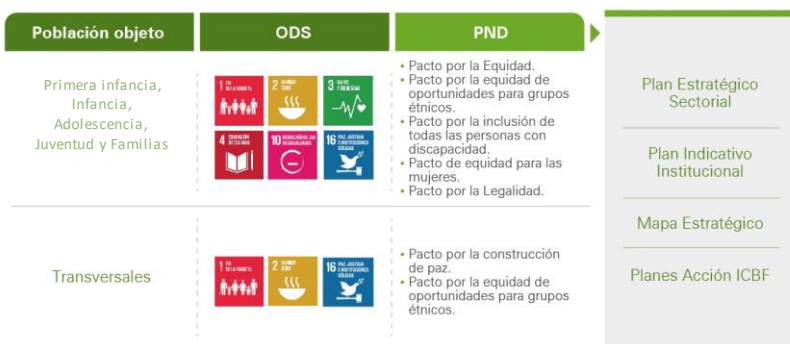 Población objeto
ODS
PND
Primera infancia,
Infancia,
Adolescencia,
Juventud y Familias
1 FIN
DE LA POBREZA
2 HAMBRE
CERO
3 SALUD
Y BIENESTAR
4 EDUCACIÓN
DE CALIDAD
10 REDUCCIÓN DE LAS
DESIGUALDADES
16 PAZ, JUSTICIA
E INSTITUCIONES
SÓLIDAS
• Pacto por la Equidad.
• Pacto por la equidad de
oportunidades para grupos
étnicos.
• Pacto por la inclusión de
todas las personas con
discapacidad.
• Pacto de equidad para las
mujeres.
• Pacto por la Legalidad.
Transversales
1 FIN
DE LA POBREZA
2 HAMBRE
CERO
16 PAZ, JUSTICIA
E INSTITUCIONES
SÓLIDAS
• Pacto por la construcción
de paz.
• Pacto por la equidad de
oportunidades para grupos
étnicos.
Plan Estratégico
Sectorial
Plan Indicativo
Institucional
Mapa Estratégico
Planes Acción ICBF